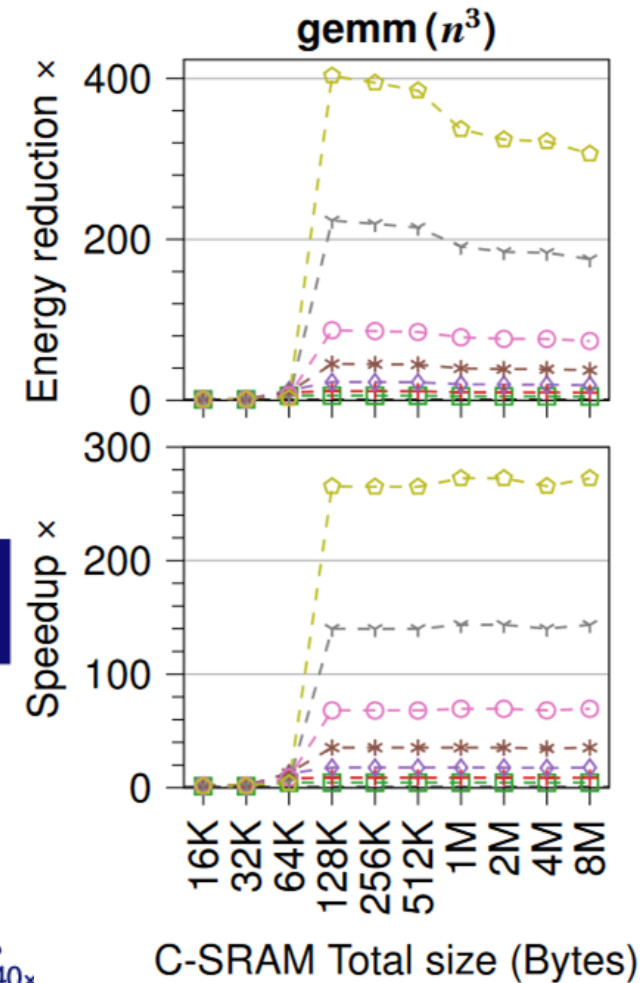 gemm (n³)
Energy reduction ×
400
200
0
Speedup ×
300
200
100
0
16K
32K
64K
128K
256K
512K
1M
2M
4M
8M
C-SRAM Total size (Bytes)
40×